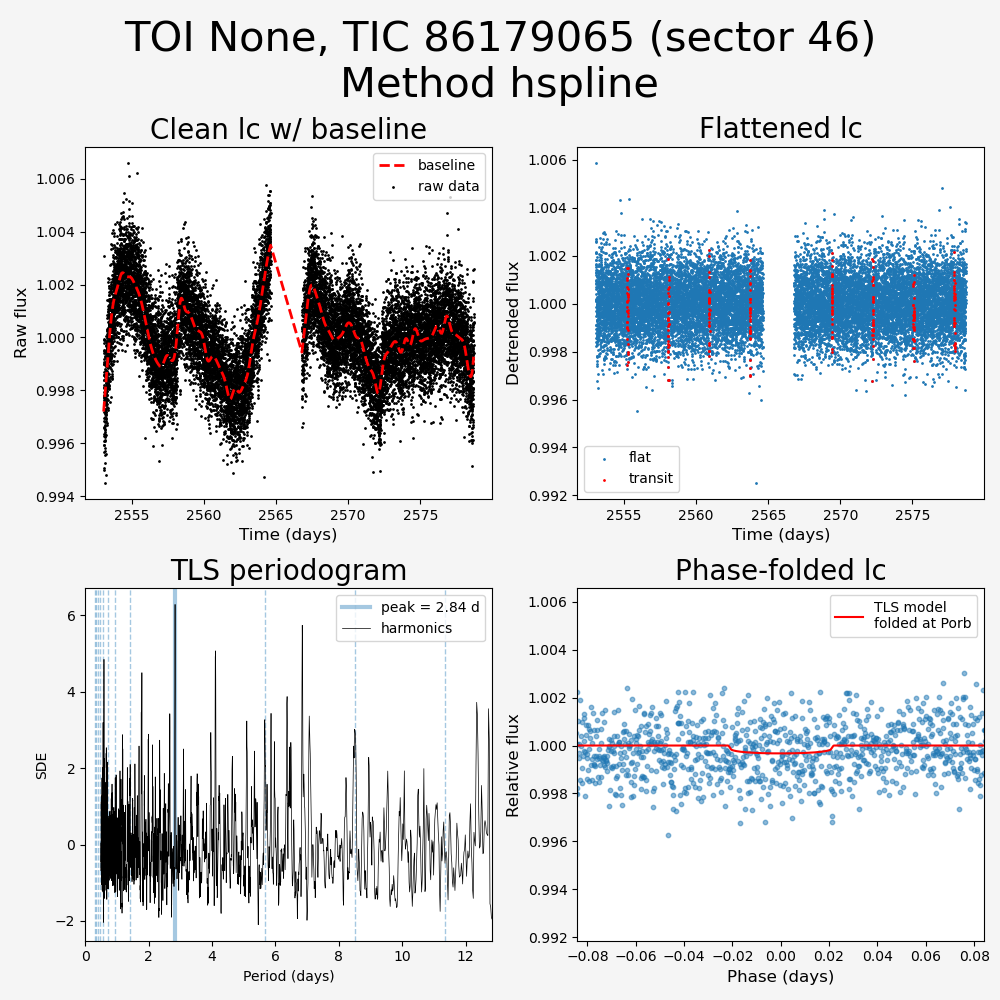 TOI None, TIC 86179065 (sector 46)
Method hspline
Clean lc w/ baseline
Flattened lc
baseline
raw data
1.006
1.004
1.002
1.000
0.998
0.996
0.994
Raw flux
2555
2560
2565
2570
2575
Time (days)
1.006
1.004
1.002
1.000
0.998
0.996
0.994
0.992
Detrended flux
flat
transit
2555
2560
2565
2570
2575
Time (days)
TLS periodogram
Phase-folded lc
peak = 2.84 d
harmonics
6
4
2
0
−2
SDE
0
2
4
6
8
10
12
Period (days)
TLS model
folded at Porb
1.006
1.004
1.002
1.000
0.998
0.996
0.994
0.992
Relative flux
−0.08
−0.06
−0.04
−0.02
0.00
0.02
0.04
0.06
0.08
Phase (days)